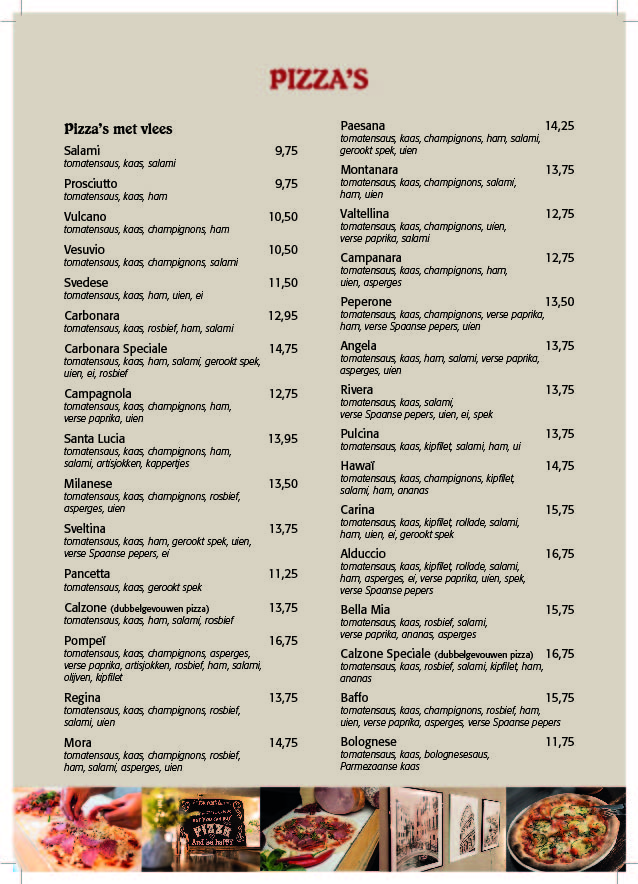 PIZZA'S
Pizza's met vlees
Salami 9,75
tomatensaus, kaas, salami
Prosciutto 9,75
tomatensaus, kaas, ham
Vulcano 10,50
tomatensaus, kaas, champignons, ham
Vesuvio 10,50
tomatensaus, kaas, champignons, salami
Svedese 11,50
tomatensaus, kaas, ham, uien, ei
Carbonara 12,95
tomatensaus, kaas, rosbief, ham, salami
Carbonara Speciale 14,75
tomatensaus, kaas, ham, salami, gerookt spek,
uien, ei, rosbief
Campagnola 12,75
tomatensaus, kaas, champignons, ham,
verse paprika, uien
Santa Lucia 13,95
tomatensaus, kaas, champignons, ham,
salami, artisjokken, kappertjes
Milanese 13,50
tomatensaus, kaas, champignons, rosbief,
asperges, uien
Sveltina 13,75
tomatensaus, kaas, ham, gerookt spek, uien,
verse Spaanse pepers, ei
Pancetta 11,25
tomatensaus, kaas, gerookt spek
Calzone (dubbelgevouwen pizza) 13,75
tomatensaus, kaas, ham, salami, rosbief
Pompeï 16,75
tomatensaus, kaas, champignons, asperges,
verse paprika, artisjokken, rosbief, ham, salami,
olijven, kipfilet
Regina 13,75
tomatensaus, kaas, champignons, rosbief,
salami, uien
Mora 14,75
tomatensaus, kaas, champignons, rosbief,
ham, salami, asperges, uien
Paesana 14,25
tomatensaus, kaas, champignons, ham, salami,
gerookt spek, uien
Montanara 13,75
tomatensaus, kaas, champignons, salami,
ham, uien
Valtellina 12,75
tomatensaus, kaas, champignons, uien,
verse paprika, salami
Campanara 12,75
tomatensaus, kaas, champignons, ham,
uien, asperges
Peperone 13,50
tomatensaus, kaas, champignons, verse paprika,
ham, verse Spaanse pepers, uien
Angela 13,75
tomatensaus, kaas, ham, salami, verse paprika,
asperges, uien
Rivera 13,75
tomatensaus, kaas, salami,
verse Spaanse pepers, uien, ei, spek
Pulcina 13,75
tomatensaus, kaas, kipfilet, salami, ham, ui
Hawaï 14,75
tomatensaus, kaas, champignons, kipfilet,
salami, ham, ananas
Carina 15,75
tomatensaus, kaas, kipfilet, rollade, salami,
ham, uien, ei, gerookt spek
Alduccio 16,75
tomatensaus, kaas, kipfilet, rollade, salami,
ham, asperges, ei, verse paprika, uien, spek,
verse Spaanse pepers
Bella Mia 15,75
tomatensaus, kaas, rosbief, salami,
verse paprika, ananas, asperges
Calzone Speciale (dubbelgevouwen pizza) 16,75
tomatensaus, kaas, rosbief, salami, kipfilet, ham,
ananas
Baffo 15,75
tomatensaus, kaas, champignons, rosbief, ham,
uien, verse paprika, asperges, verse Spaanse pepers
Bolognese 11,75
tomatensaus, kaas, bolognesesaus,
Parmezaanse kaas
PIZZA
And be happy